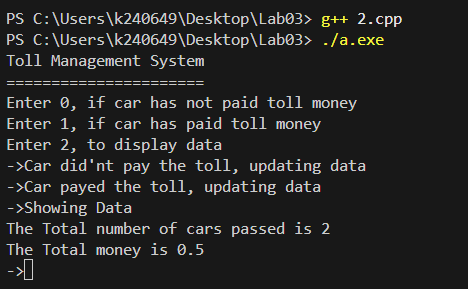 PS C:\Users\k240649\Desktop\Lab03> g++ 2.cpp
PS C:\Users\k240649\Desktop\Lab03> ./a.exe
Toll Management System
======================
Enter 0, if car has not paid toll money
Enter 1, if car has paid toll money
Enter 2, to display data
->Car did'nt pay the toll, updating data
->Car payed the toll, updating data
->Showing Data
The Total number of cars passed is 2
The Total money is 0.5
->